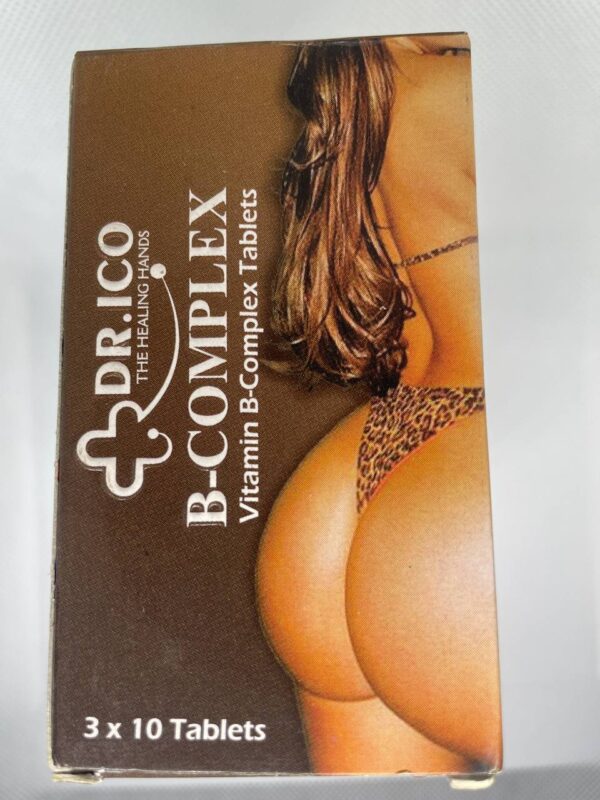 DR.ICO
THE HEALING HANDS
B-COMPLEX
Vitamin B-Complex Tablets
3 x 10 Tablets